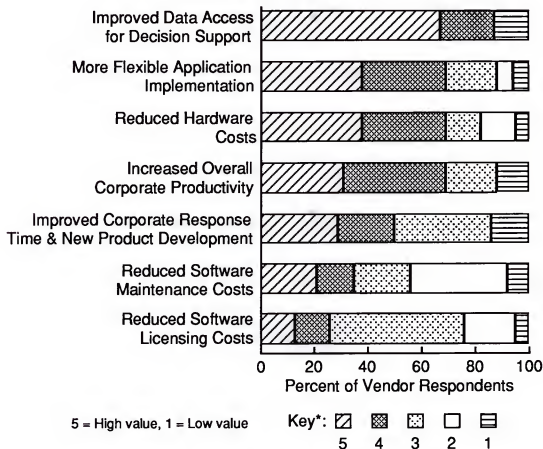 Improved Data Access
for Decision Support
More Flexible Application
Implementation
Reduced Hardware
Costs
Increased Overall
Corporate Productivity
Improved Corporate Response
Time & New Product Development
Reduced Software
Maintenance Costs
Reduced Software
Licensing Costs
0 20 40 60 80 100
Percent of Vendor Respondents
5 = High value, 1 = Low value Key*:
5 4 3 2 1